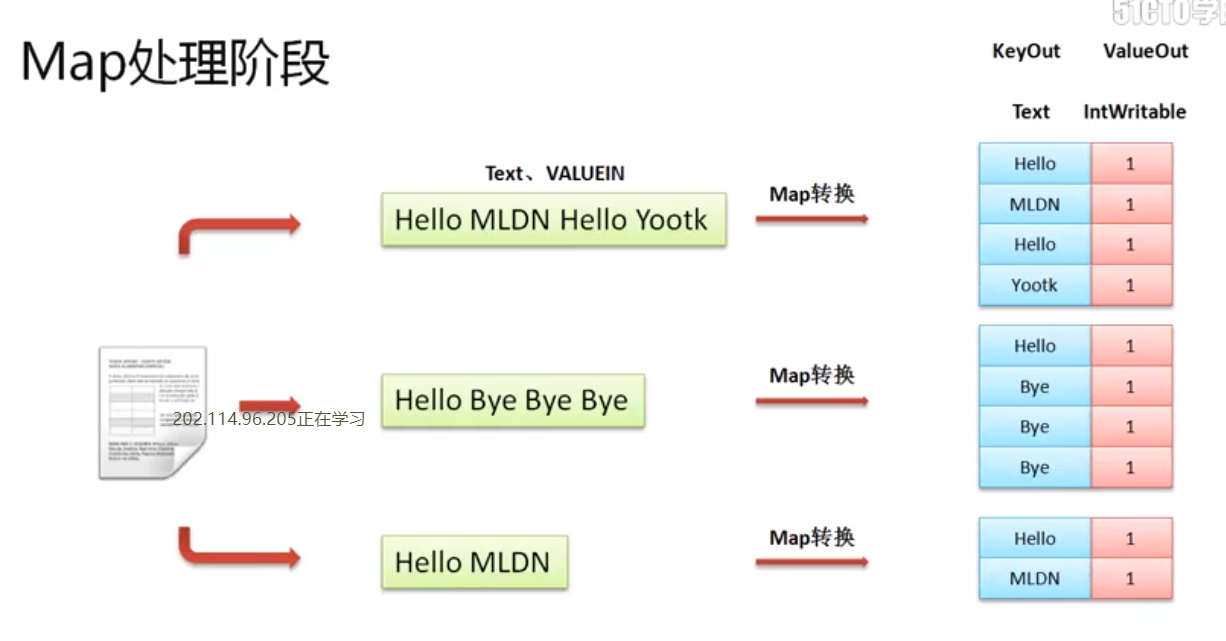 51CTO学
Map处理阶段
KeyOut ValueOut
Text IntWritable
Text、VALUEIN
Hello MLDN Hello Yootk
Map转换
Hello 1
MLDN 1
Hello 1
Yootk 1
202.114.96.205正在学习
Hello Bye Bye Bye
Map转换
Hello 1
Bye 1
Bye 1
Bye 1
Hello MLDN
Map转换
Hello 1
MLDN 1